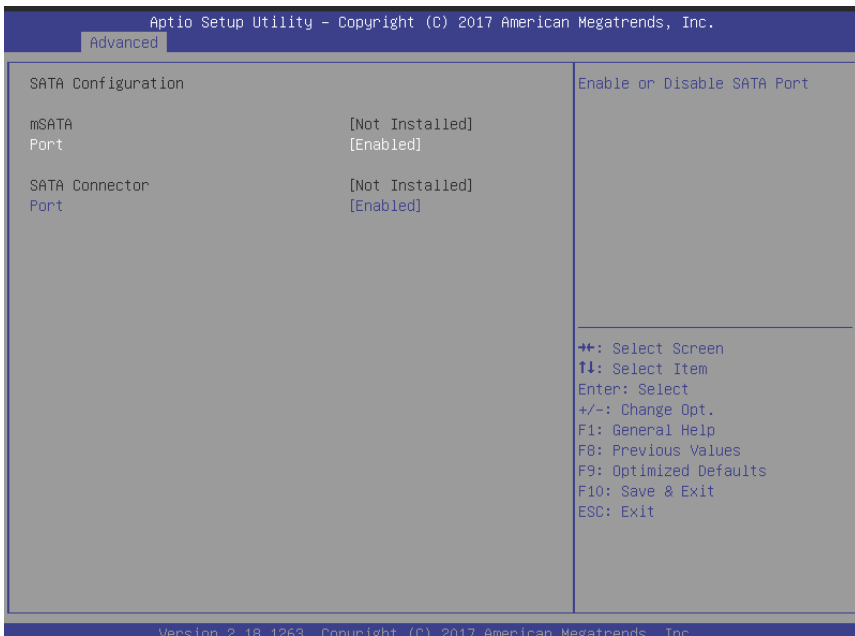 Aptio Setup Utility – Copyright (C) 2017 American Megatrends, Inc.
Advanced
SATA Configuration
mSATA [Not Installed]
Port [Enabled]
SATA Connector [Not Installed]
Port [Enabled]
Enable or Disable SATA Port
→←: Select Screen
↑↓: Select Item
Enter: Select
+/-: Change Opt.
F1: General Help
F8: Previous Values
F9: Optimized Defaults
F10: Save & Exit
ESC: Exit
Version 2.18.1263. Copyright (C) 2017 American Megatrends, Inc.